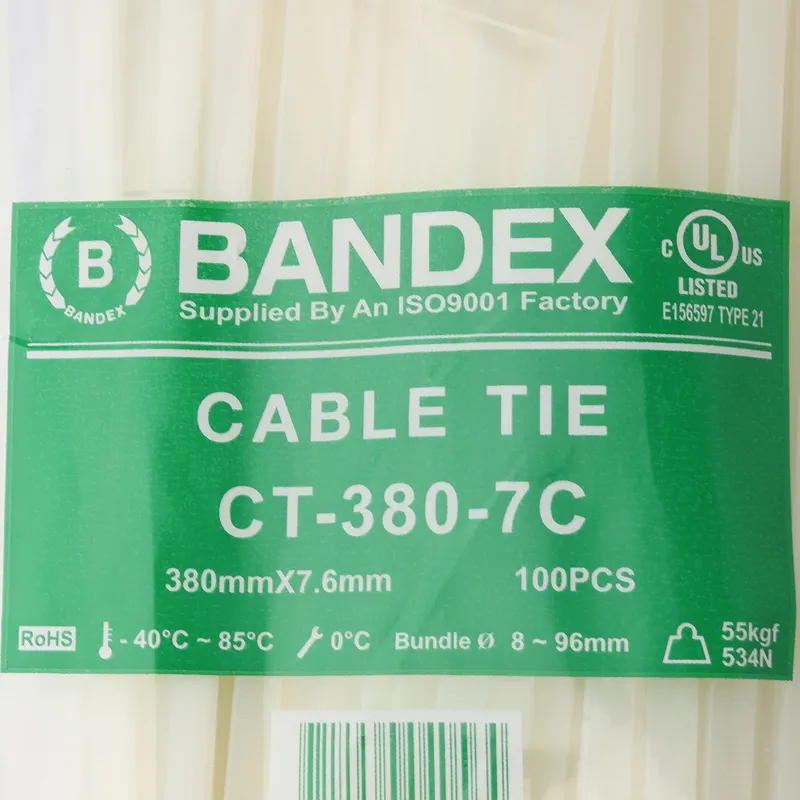 B
BANDEX
BANDEX
Supplied By An ISO9001 Factory
C UL US
LISTED
E156597 TYPE 21
CABLE TIE
CT-380-7C
380mmX7.6mm 100PCS
RoHS - 40°C ~ 85°C 0°C Bundle Ø 8 ~ 96mm 55kgf
534N